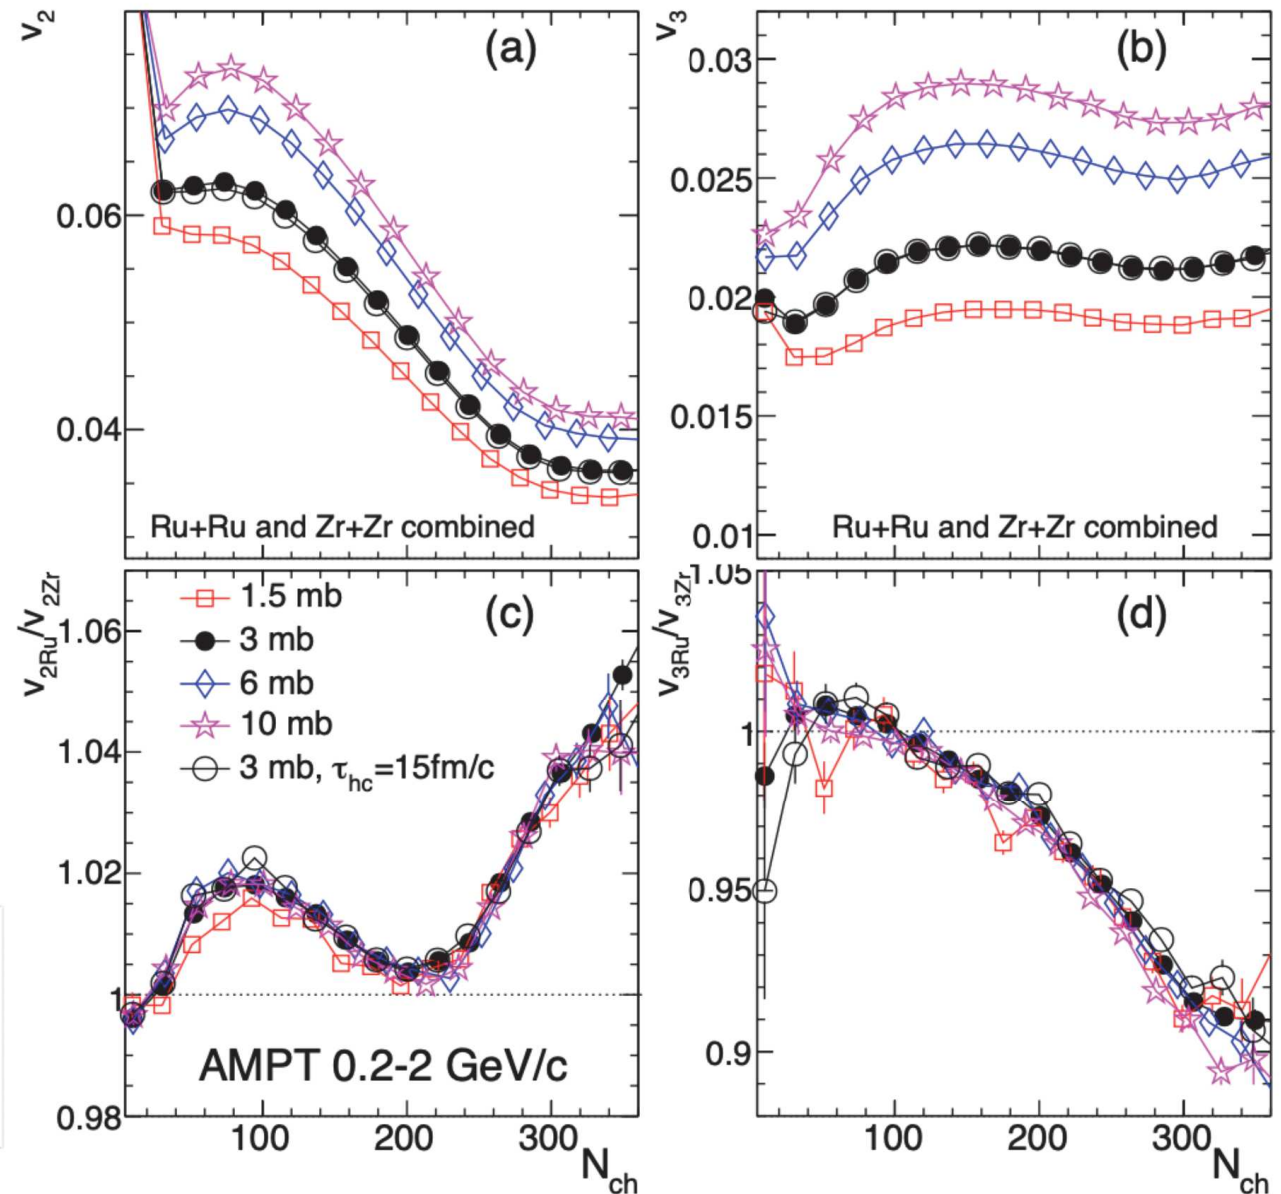 v2
(a)
0.06
0.04
Ru+Ru and Zr+Zr combined
v3
(b)
0.03
0.025
0.02
0.015
0.01
Ru+Ru and Zr+Zr combined
v2Ru/v2Zr
(c)
1.06
1.04
1.02
1
0.98
1.5 mb
3 mb
6 mb
10 mb
3 mb, τhc=15fm/c
AMPT 0.2-2 GeV/c
100
200
300
Nch
v3Ru/v3Zr
(d)
1.05
1
0.95
0.9
100
200
300
Nch